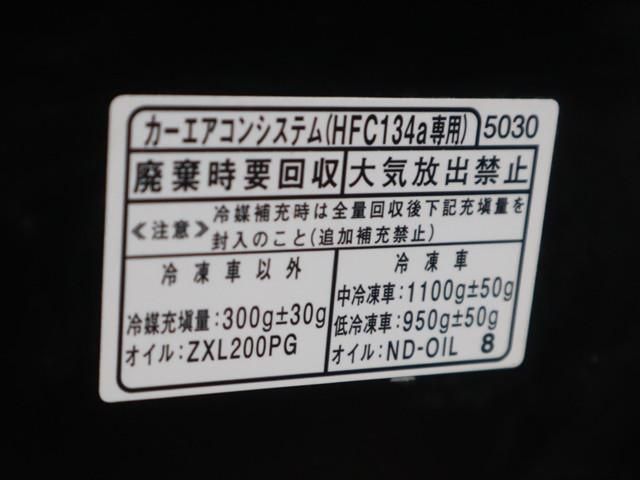 カーエアコンシステム(HFC134a専用) 5030
廃棄時要回収 大気放出禁止
≪注意≫ 冷媒補充時は全量回収後下記充填量を
封入のこと(追加補充禁止)
冷凍車以外
冷媒充填量:300g±30g
オイル:ZXL200PG
冷凍車
中冷凍車:1100g±50g
低冷凍車:950g±50g
オイル:ND-OIL 8